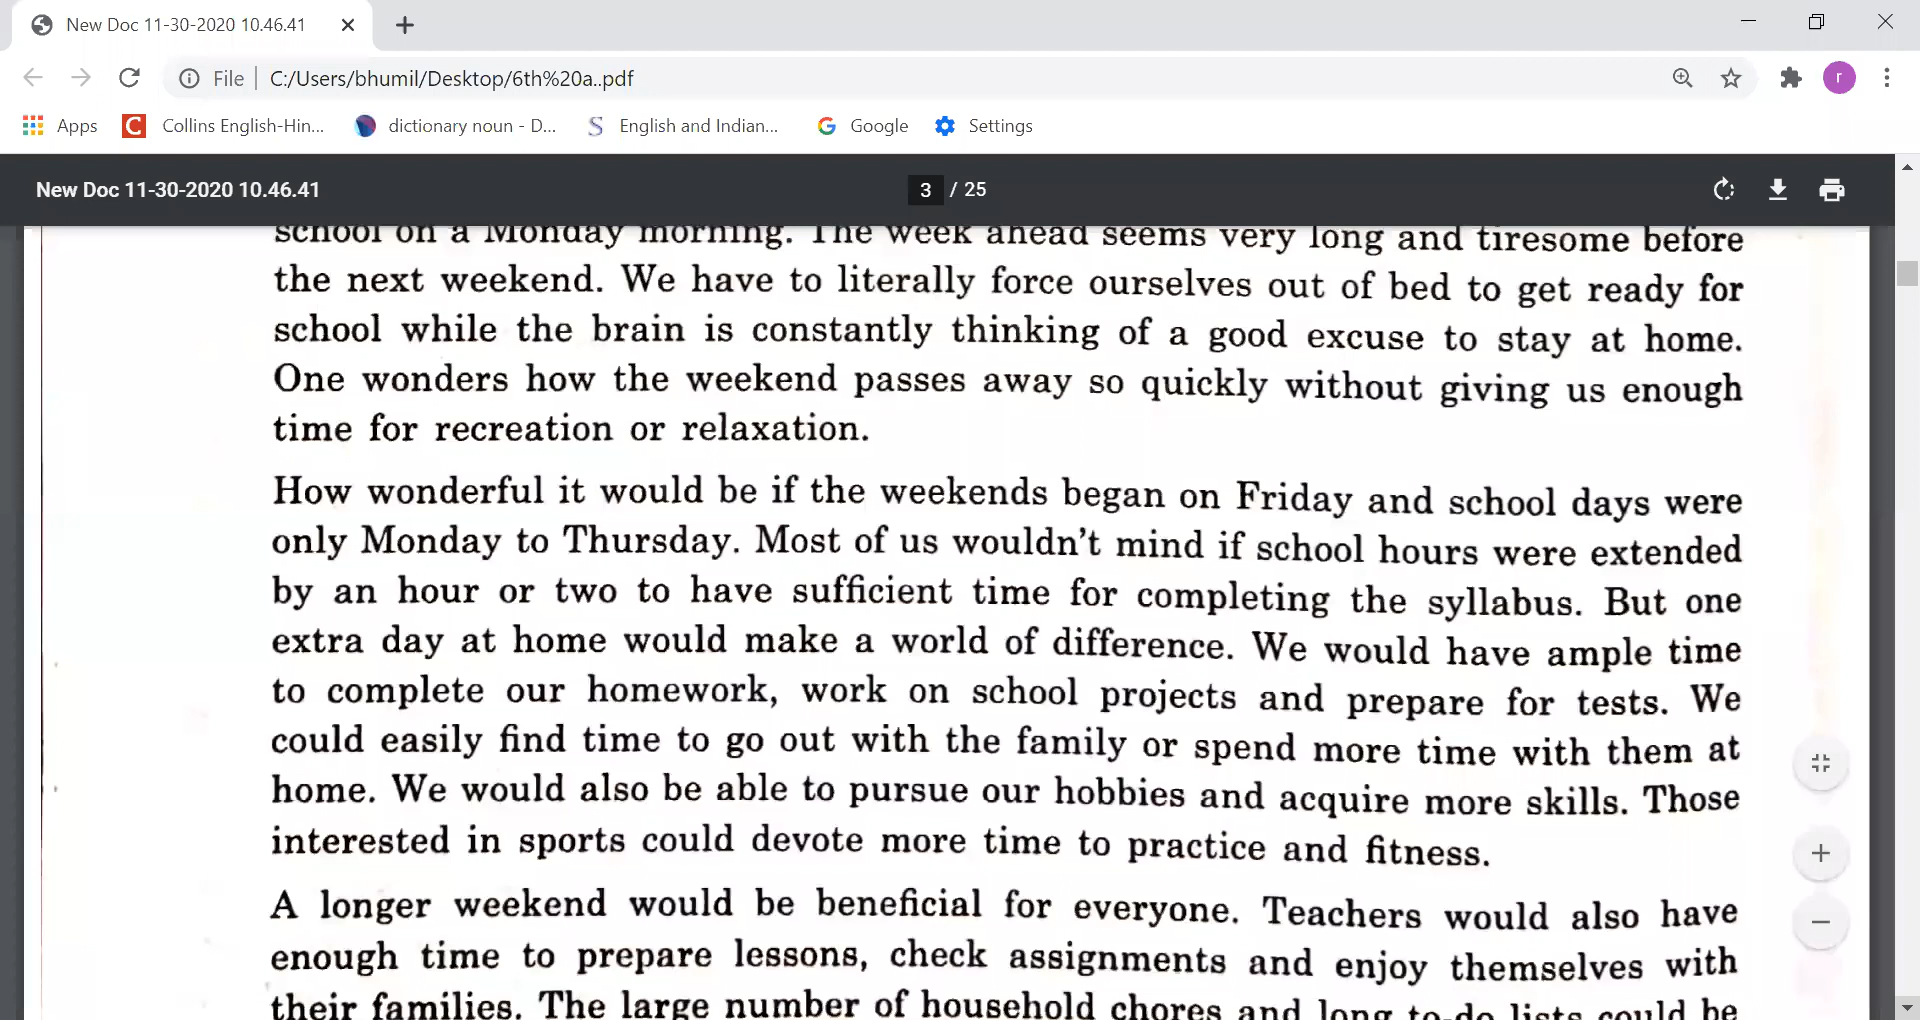 New Doc 11-30-2020 10.46.41
File
C:/Users/bhumil/Desktop/6th%20a..pdf
r
Apps
Collins English-Hin...
dictionary noun - D...
English and Indian...
Google
Settings
New Doc 11-30-2020 10.46.41
3 / 25
school on a Monday morning. The week ahead seems very long and tiresome before
the next weekend. We have to literally force ourselves out of bed to get ready for
school while the brain is constantly thinking of a good excuse to stay at home.
One wonders how the weekend passes away so quickly without giving us enough
time for recreation or relaxation.
How wonderful it would be if the weekends began on Friday and school days were
only Monday to Thursday. Most of us wouldn't mind if school hours were extended
by an hour or two to have sufficient time for completing the syllabus. But one
extra day at home would make a world of difference. We would have ample time
to complete our homework, work on school projects and prepare for tests. We
could easily find time to go out with the family or spend more time with them at
home. We would also be able to pursue our hobbies and acquire more skills. Those
interested in sports could devote more time to practice and fitness.
A longer weekend would be beneficial for everyone. Teachers would also have
enough time to prepare lessons, check assignments and enjoy themselves with
their families. The large number of household chores and long to-do lists could be